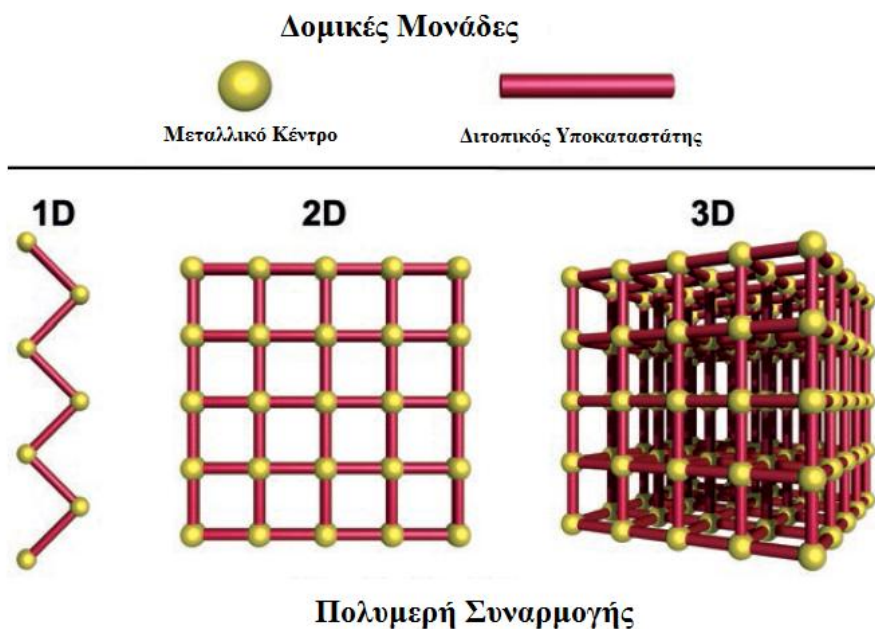 Δομικές Μονάδες
Μεταλλικό Κέντρο
Διτοπικός Υποκαταστάτης
1D
2D
3D
Πολυμερή Συναρμογής